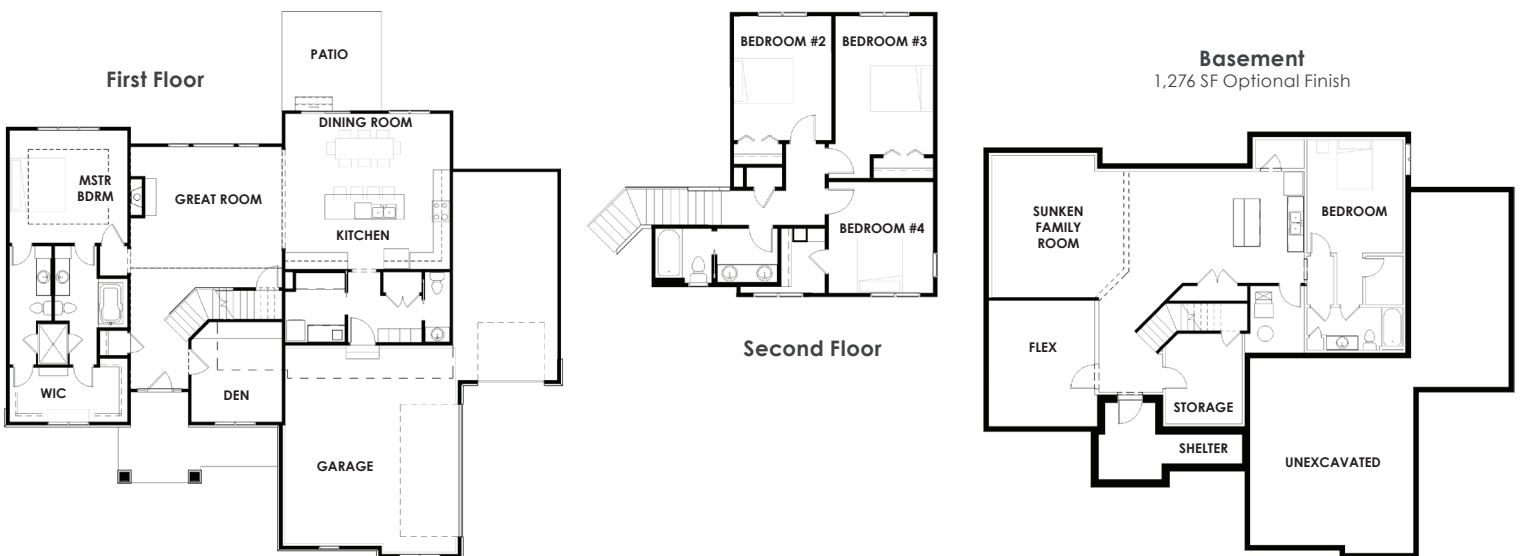 First Floor
PATIO
DINING ROOM
MSTR
BDRM
GREAT ROOM
KITCHEN
WIC
DEN
GARAGE
BEDROOM #2
BEDROOM #3
BEDROOM #4
Second Floor
Basement
1,276 SF Optional Finish
SUNKEN
FAMILY
ROOM
BEDROOM
FLEX
STORAGE
SHELTER
UNEXCAVATED